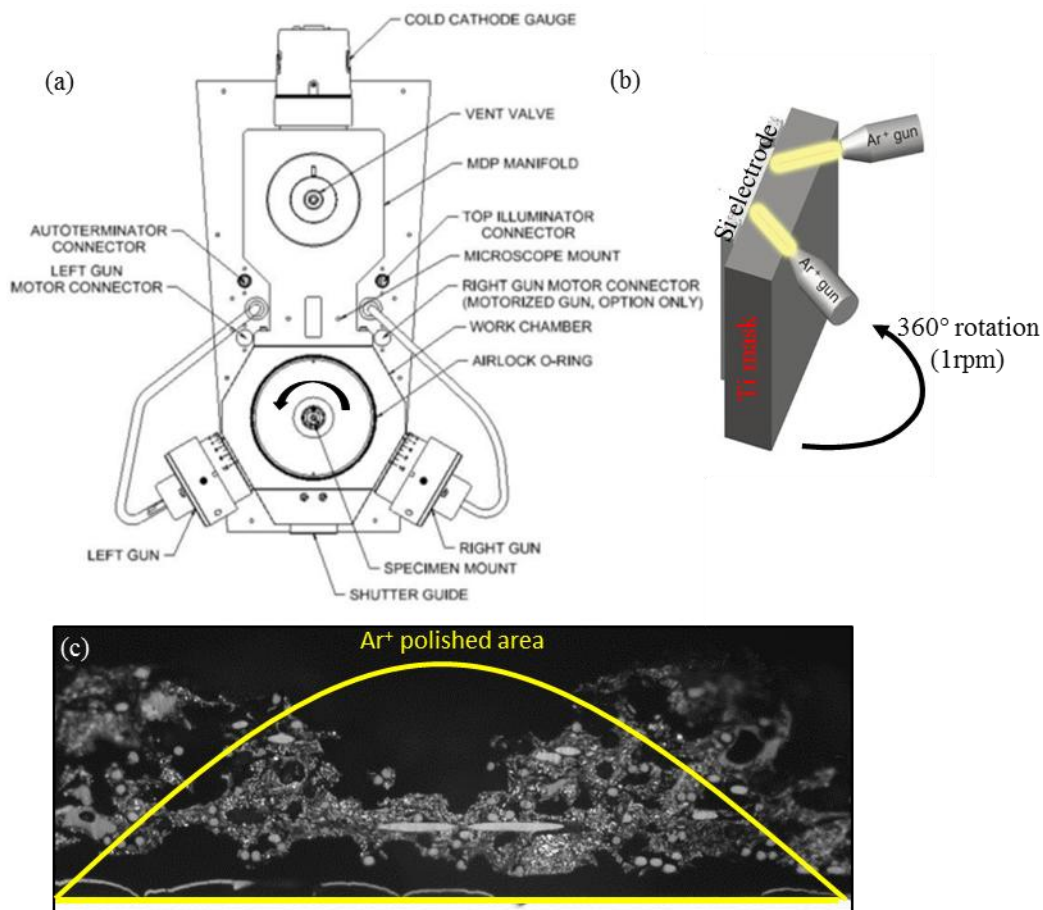 (a)
COLD CATHODE GAUGE
VENT VALVE
MDP MANIFOLD
AUTOTERMINATOR
CONNECTOR
LEFT GUN
MOTOR CONNECTOR
TOP ILLUMINATOR
CONNECTOR
MICROSCOPE MOUNT
RIGHT GUN MOTOR CONNECTOR
(MOTORIZED GUN, OPTION ONLY)
WORK CHAMBER
AIRLOCK O-RING
LEFT GUN
RIGHT GUN
SPECIMEN MOUNT
SHUTTER GUIDE
(b)
Si electrode
Ar+ gun
Ar+ gun
Ti mask
360° rotation
(1rpm)
(c)
Ar+ polished area